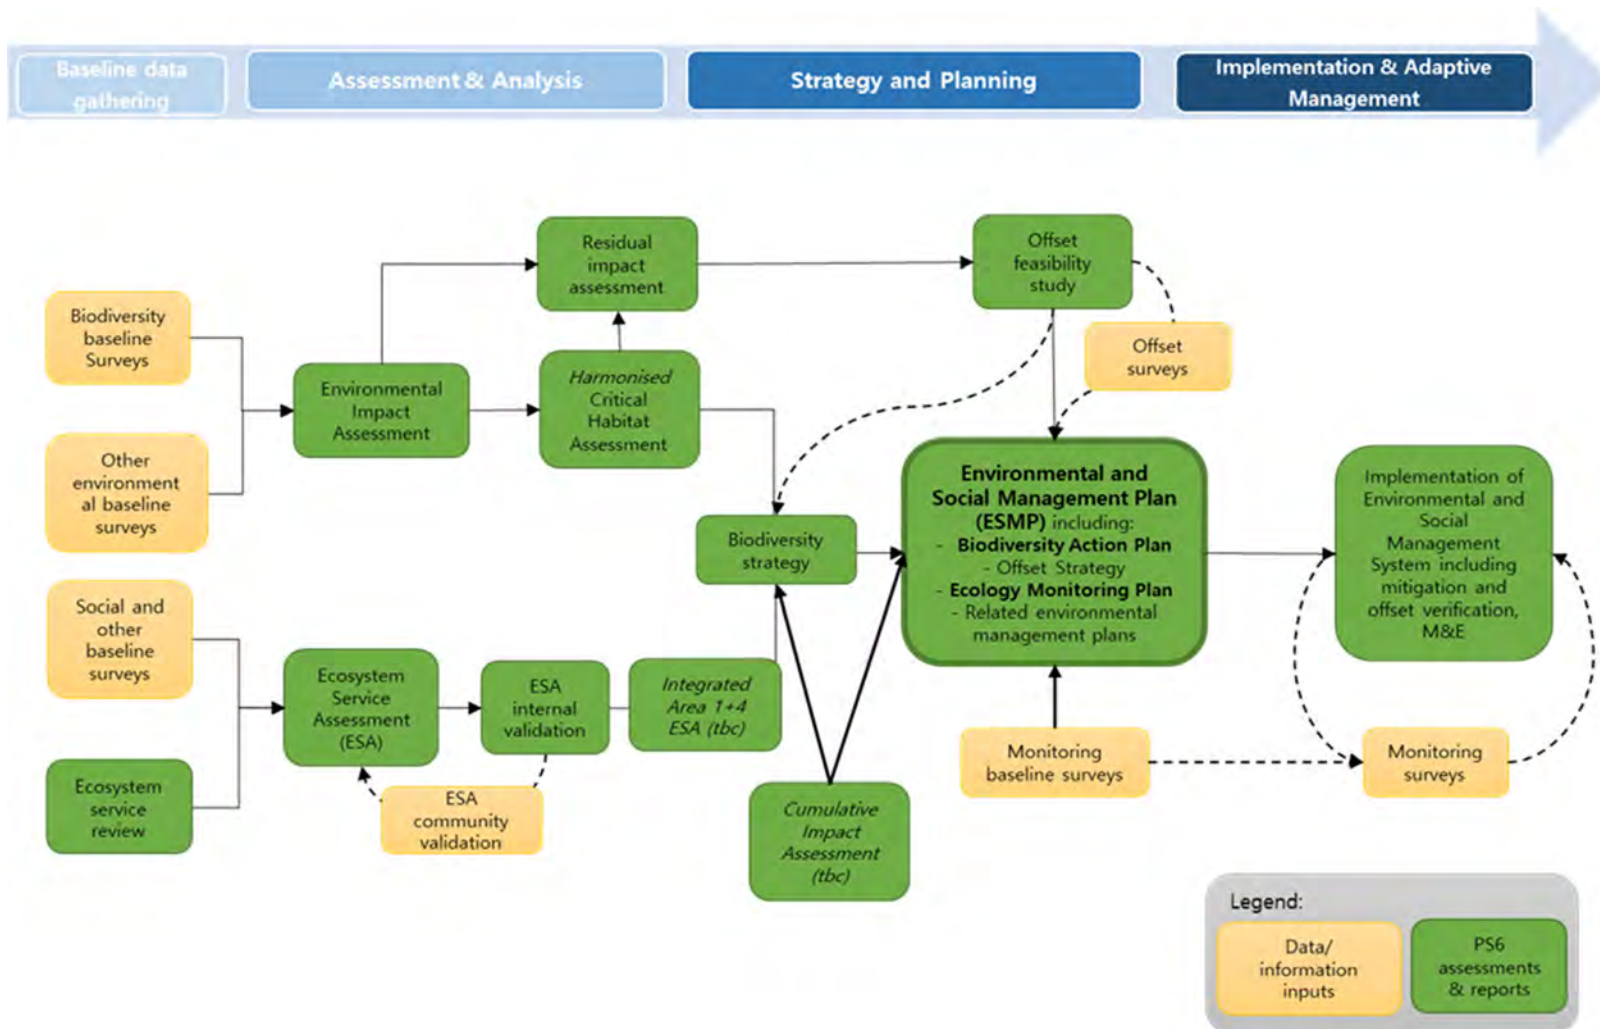 Baseline data
gathering
Assessment & Analysis
Strategy and Planning
Implementation & Adaptive
Management
Residual
impact
assessment
Offset
feasibility
study
Biodiversity
baseline
Surveys
Offset
surveys
Environmental
Impact
Assessment
Harmonised
Critical
Habitat
Assessment
Other
environment
al baseline
surveys
Environmental and
Social Management Plan
(ESMP) including:
- Biodiversity Action Plan
- Offset Strategy
- Ecology Monitoring Plan
- Related environmental
management plans
Implementation of
Environmental and
Social
Management
System including
mitigation and
offset verification,
M&E
Biodiversity
strategy
Social and
other
baseline
surveys
Ecosystem
Service
Assessment
(ESA)
ESA
internal
validation
Integrated
Area 1+4
ESA (tbc)
Monitoring
baseline surveys
Monitoring
surveys
Ecosystem
service
review
ESA
community
validation
Cumulative
Impact
Assessment
(tbc)
Legend:
Data/
information
inputs
PS6
assessments
& reports